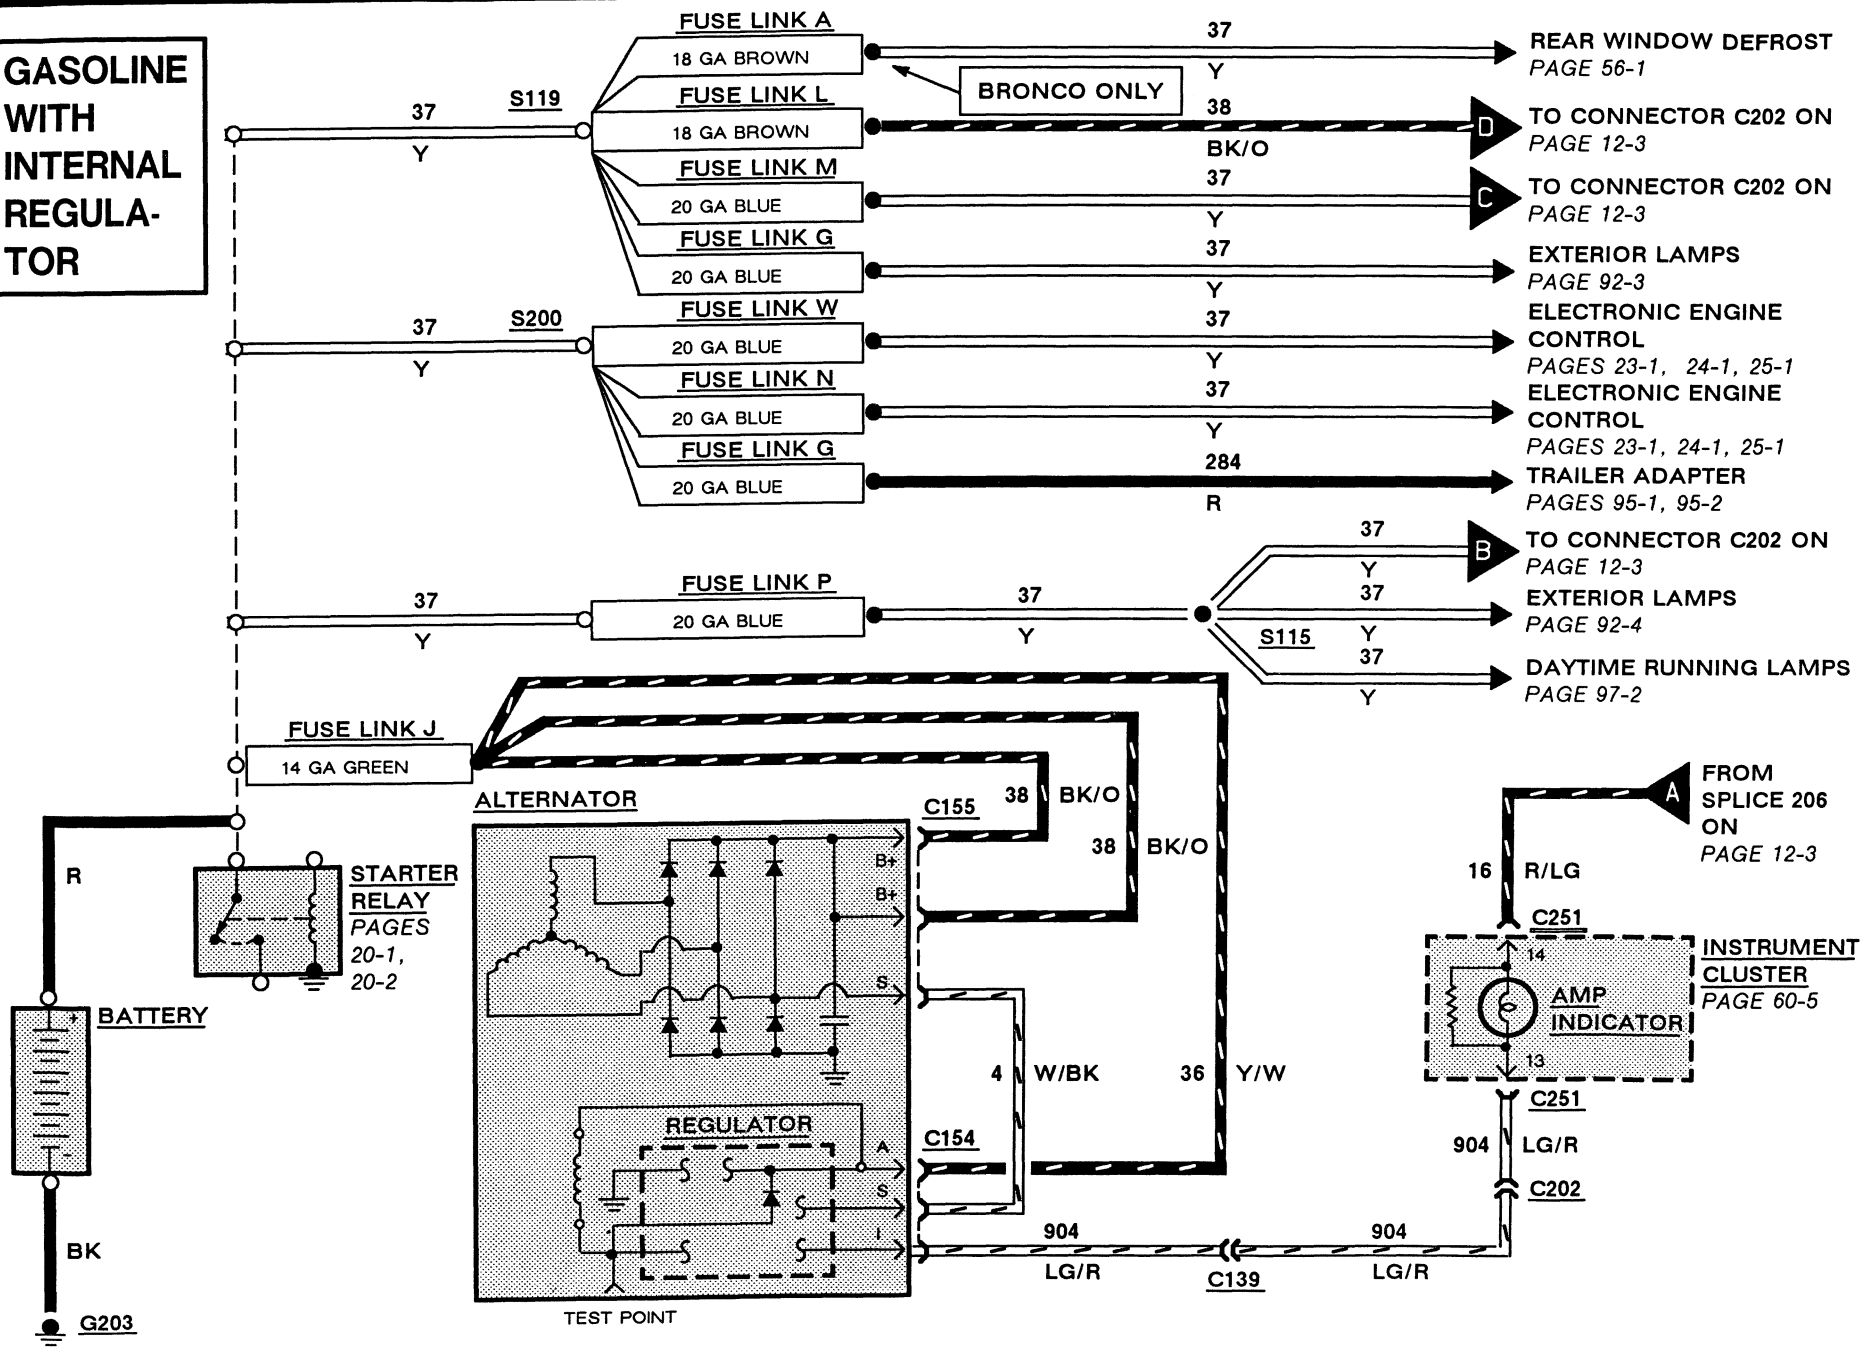 GASOLINE
WITH
INTERNAL
REGULA-
TOR
FUSE LINK A
18 GA BROWN
37
Y
REAR WINDOW DEFROST
PAGE 56-1
BRONCO ONLY
37
Y
S119
FUSE LINK L
18 GA BROWN
38
BK/O
D
TO CONNECTOR C202 ON
PAGE 12-3
FUSE LINK M
20 GA BLUE
37
Y
C
TO CONNECTOR C202 ON
PAGE 12-3
FUSE LINK G
20 GA BLUE
37
Y
EXTERIOR LAMPS
PAGE 92-3
37
Y
S200
FUSE LINK W
20 GA BLUE
37
Y
ELECTRONIC ENGINE
CONTROL
PAGES 23-1, 24-1, 25-1
FUSE LINK N
20 GA BLUE
37
Y
ELECTRONIC ENGINE
CONTROL
PAGES 23-1, 24-1, 25-1
FUSE LINK G
20 GA BLUE
284
R
TRAILER ADAPTER
PAGES 95-1, 95-2
37
Y
FUSE LINK P
20 GA BLUE
37
Y
S115
37
Y
B
TO CONNECTOR C202 ON
PAGE 12-3
37
Y
EXTERIOR LAMPS
PAGE 92-4
37
Y
DAYTIME RUNNING LAMPS
PAGE 97-2
FUSE LINK J
14 GA GREEN
R
STARTER
RELAY
PAGES
20-1,
20-2
+
BATTERY
-
BK
G203
ALTERNATOR
C155
38
BK/O
38
BK/O
B+
B+
S
4
W/BK
36
Y/W
REGULATOR
C154
A
S
I
TEST POINT
904
LG/R
C139
904
LG/R
A
FROM
SPLICE 206
ON
PAGE 12-3
16
R/LG
C251
14
INSTRUMENT
CLUSTER
PAGE 60-5
AMP
INDICATOR
13
C251
904
LG/R
C202